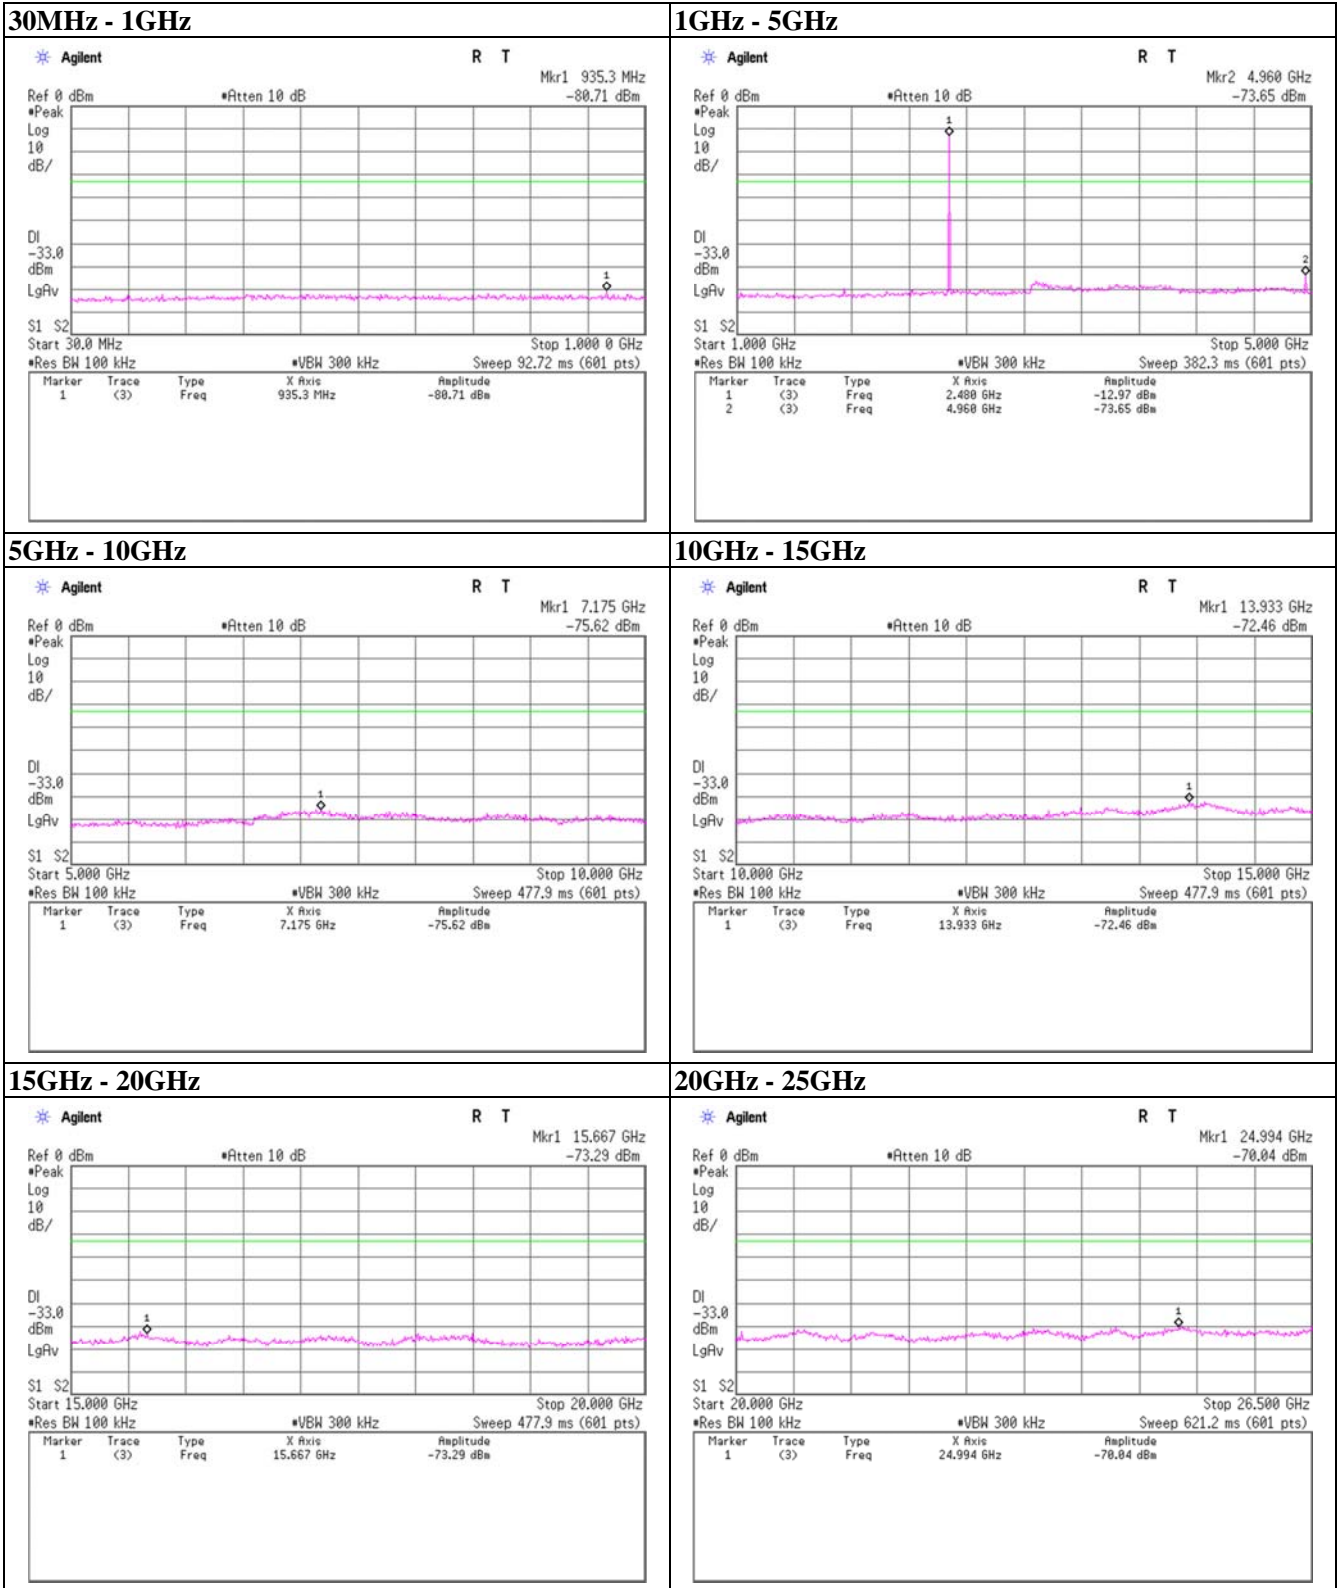 30MHz - 1GHz
Agilent
R T
Mkr1 935.3 MHz
Ref 0 dBm *Atten 10 dB -80.71 dBm
*Peak
Log
10
dB/
1
DI
-33.0
dBm
LgAv
S1 S2
Start 30.0 MHz Stop 1.000 0 GHz
*Res BW 100 kHz *VBW 300 kHz Sweep 92.72 ms (601 pts)
Marker Trace Type X Axis Amplitude
1 (3) Freq 935.3 MHz -80.71 dBm
1GHz - 5GHz
Agilent
R T
Mkr2 4.960 GHz
Ref 0 dBm *Atten 10 dB -73.65 dBm
*Peak
Log
10
dB/
1
DI
-33.0
dBm
2
LgAv
S1 S2
Start 1.000 GHz Stop 5.000 GHz
*Res BW 100 kHz *VBW 300 kHz Sweep 382.3 ms (601 pts)
Marker Trace Type X Axis Amplitude
1 (3) Freq 2.480 GHz -12.97 dBm
2 (3) Freq 4.960 GHz -73.65 dBm
5GHz - 10GHz
Agilent
R T
Mkr1 7.175 GHz
Ref 0 dBm *Atten 10 dB -75.62 dBm
*Peak
Log
10
dB/
DI
-33.0
dBm
1
LgAv
S1 S2
Start 5.000 GHz Stop 10.000 GHz
*Res BW 100 kHz *VBW 300 kHz Sweep 477.9 ms (601 pts)
Marker Trace Type X Axis Amplitude
1 (3) Freq 7.175 GHz -75.62 dBm
10GHz - 15GHz
Agilent
R T
Mkr1 13.933 GHz
Ref 0 dBm *Atten 10 dB -72.46 dBm
*Peak
Log
10
dB/
DI
-33.0
1
dBm
LgAv
S1 S2
Start 10.000 GHz Stop 15.000 GHz
*Res BW 100 kHz *VBW 300 kHz Sweep 477.9 ms (601 pts)
Marker Trace Type X Axis Amplitude
1 (3) Freq 13.933 GHz -72.46 dBm
15GHz - 20GHz
Agilent
R T
Mkr1 15.667 GHz
Ref 0 dBm *Atten 10 dB -73.29 dBm
*Peak
Log
10
dB/
DI
-33.0
1
dBm
LgAv
S1 S2
Start 15.000 GHz Stop 20.000 GHz
*Res BW 100 kHz *VBW 300 kHz Sweep 477.9 ms (601 pts)
Marker Trace Type X Axis Amplitude
1 (3) Freq 15.667 GHz -73.29 dBm
20GHz - 25GHz
Agilent
R T
Mkr1 24.994 GHz
Ref 0 dBm *Atten 10 dB -70.04 dBm
*Peak
Log
10
dB/
DI
-33.0
1
dBm
LgAv
S1 S2
Start 20.000 GHz Stop 26.500 GHz
*Res BW 100 kHz *VBW 300 kHz Sweep 621.2 ms (601 pts)
Marker Trace Type X Axis Amplitude
1 (3) Freq 24.994 GHz -70.04 dBm